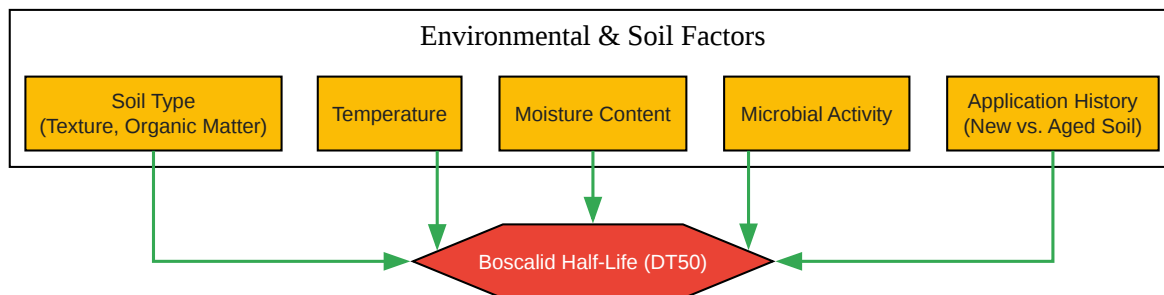 Environmental & Soil Factors
Soil Type
(Texture, Organic Matter)
Temperature
Moisture Content
Microbial Activity
Application History
(New vs. Aged Soil)
Boscalid Half-Life (DT50)